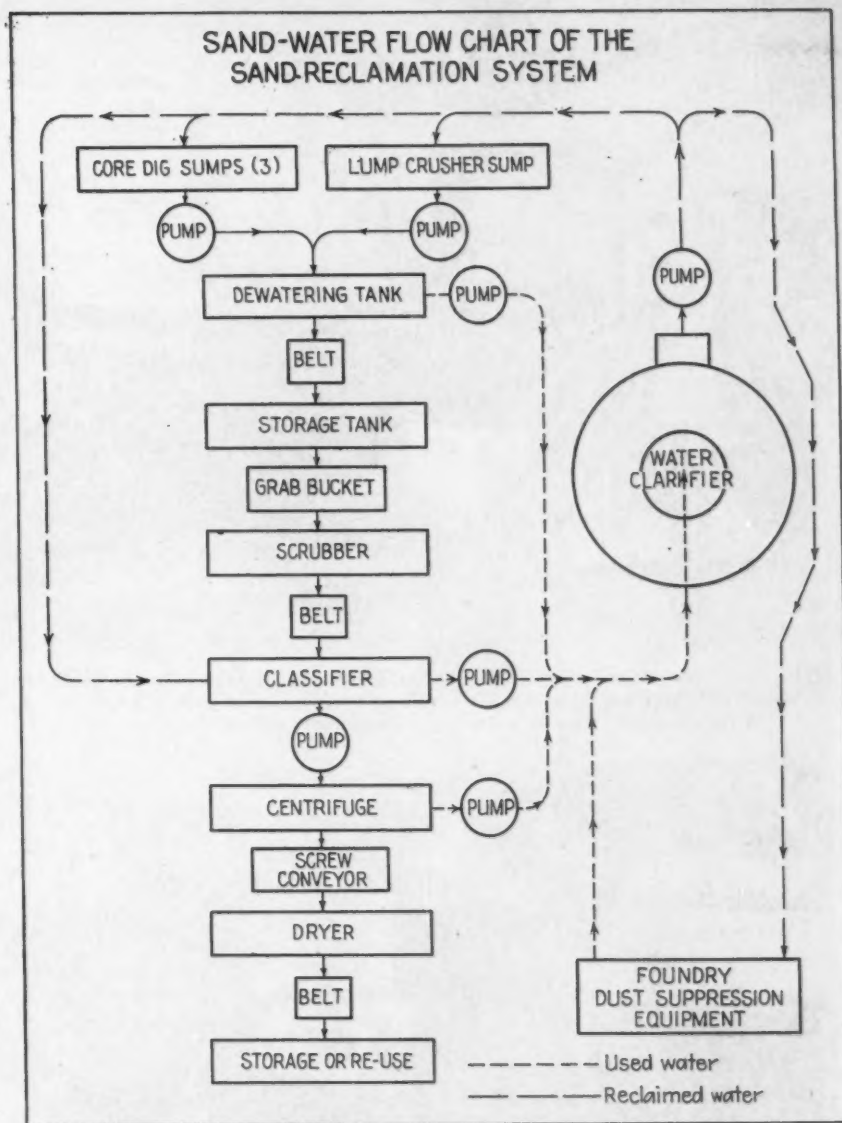 SAND-WATER FLOW CHART OF THE
SAND-RECLAMATION SYSTEM
CORE DIG SUMPS (3)
LUMP CRUSHER SUMP
PUMP
PUMP
PUMP
DEWATERING TANK
PUMP
BELT
STORAGE TANK
GRAB BUCKET
WATER
CLARIFIER
SCRUBBER
BELT
CLASSIFIER
PUMP
PUMP
CENTRIFUGE
PUMP
SCREW
CONVEYOR
DRYER
BELT
FOUNDRY
DUST SUPPRESSION
EQUIPMENT
STORAGE OR RE-USE
Used water
Reclaimed water